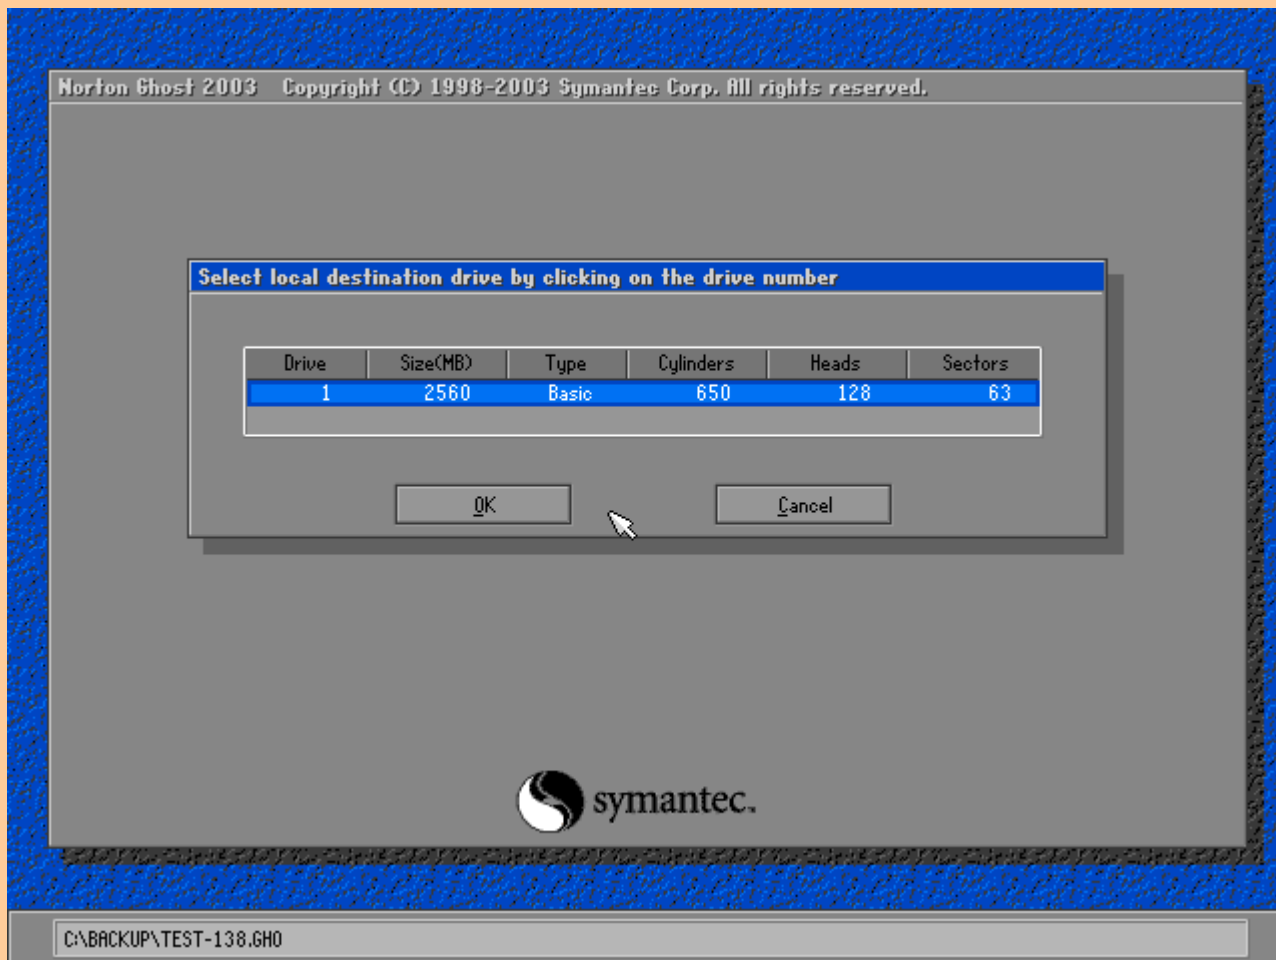 Norton Ghost 2003 Copyright (C) 1998-2003 Symantec Corp. All rights reserved.
Select local destination drive by clicking on the drive number
Drive Size(MB) Type Cylinders Heads Sectors
1 2560 Basic 650 128 63
OK Cancel
symantec.
C:\BACKUP\TEST-138.GHO